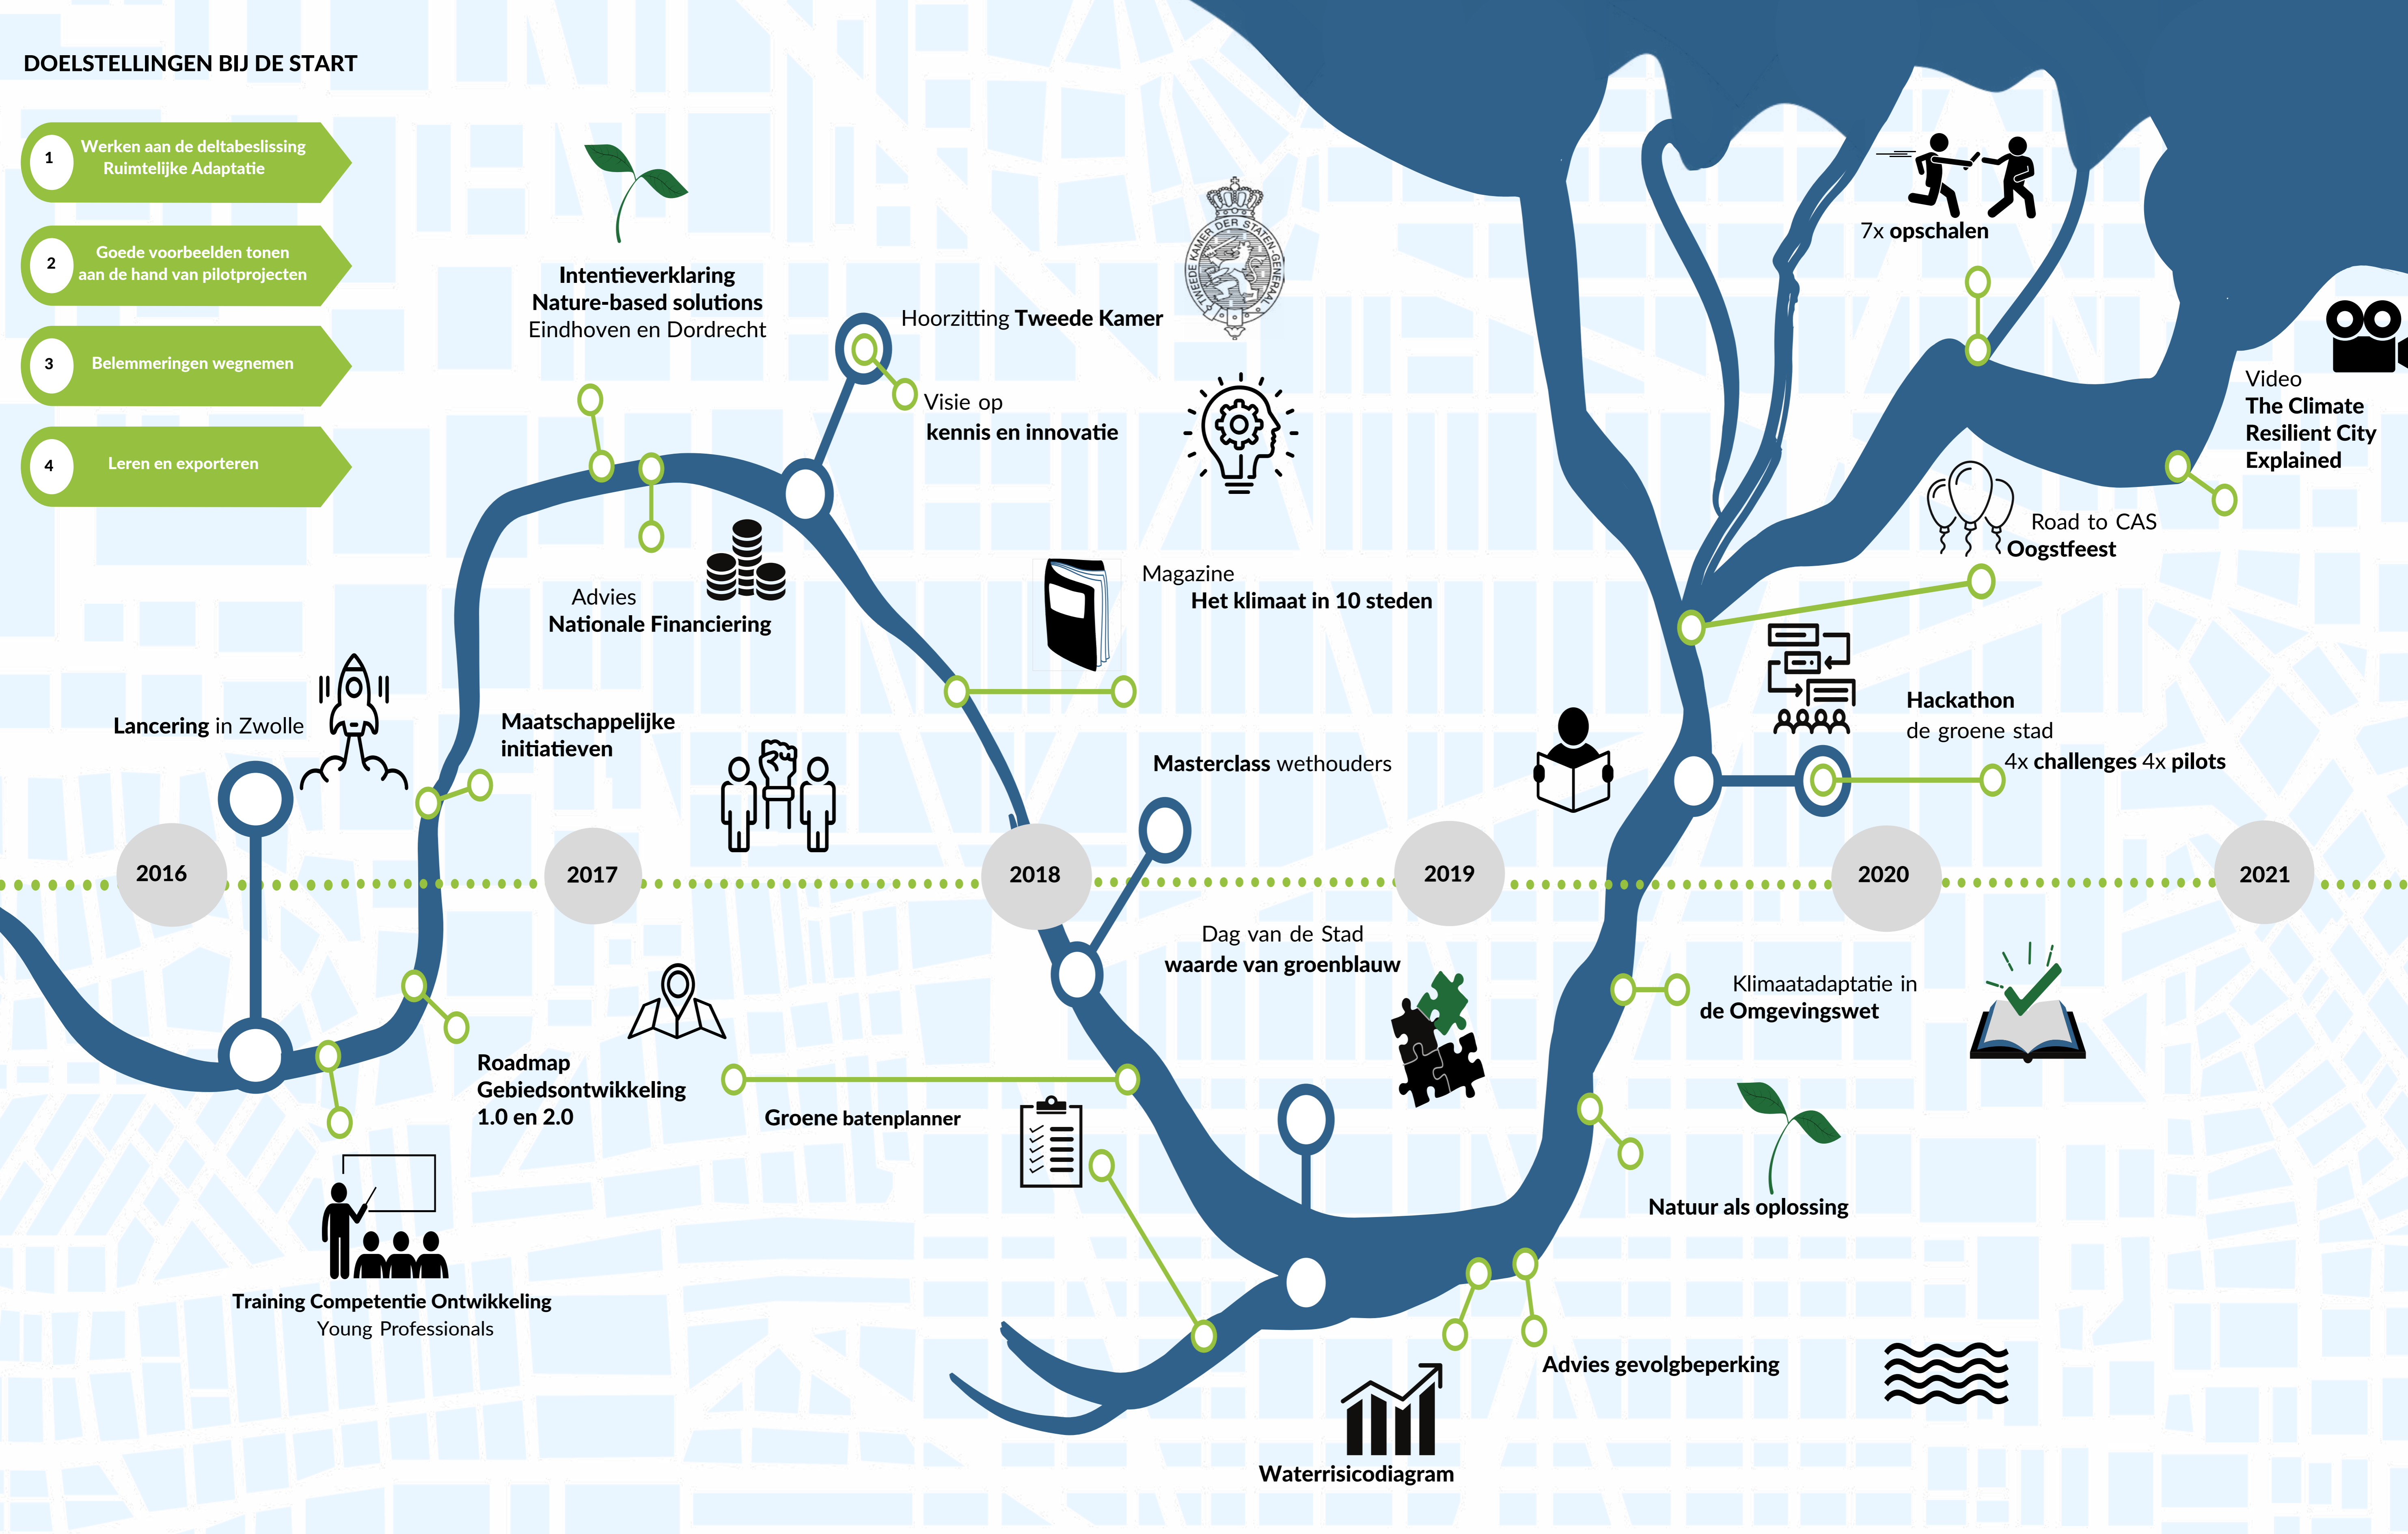 DOELSTELLINGEN BIJ DE START
1
Werken aan de deltabeslissing
Ruimtelijke Adaptatie
2
Goede voorbeelden tonen
aan de hand van pilotprojecten
3
Belemmeringen wegnemen
4
Leren en exporteren
Intentieverklaring
Nature-based solutions
Eindhoven en Dordrecht
Hoorzitting Tweede Kamer
TWEEDE KAMER DER STATEN-GENERAAL
Visie op
kennis en innovatie
7x opschalen
Video
The Climate
Resilient City
Explained
Road to CAS
Oogstfeest
Advies
Nationale Financiering
Magazine
Het klimaat in 10 steden
Lancering in Zwolle
Maatschappelijke
initiatieven
Masterclass wethouders
Hackathon
de groene stad
4x challenges 4x pilots
2016
2017
2018
2019
2020
2021
Dag van de Stad
waarde van groenblauw
Klimaatadaptatie in
de Omgevingswet
Roadmap
Gebiedsontwikkeling
1.0 en 2.0
Groene batenplanner
Natuur als oplossing
Training Competentie Ontwikkeling
Young Professionals
Advies gevolgbeperking
Waterrisicodiagram